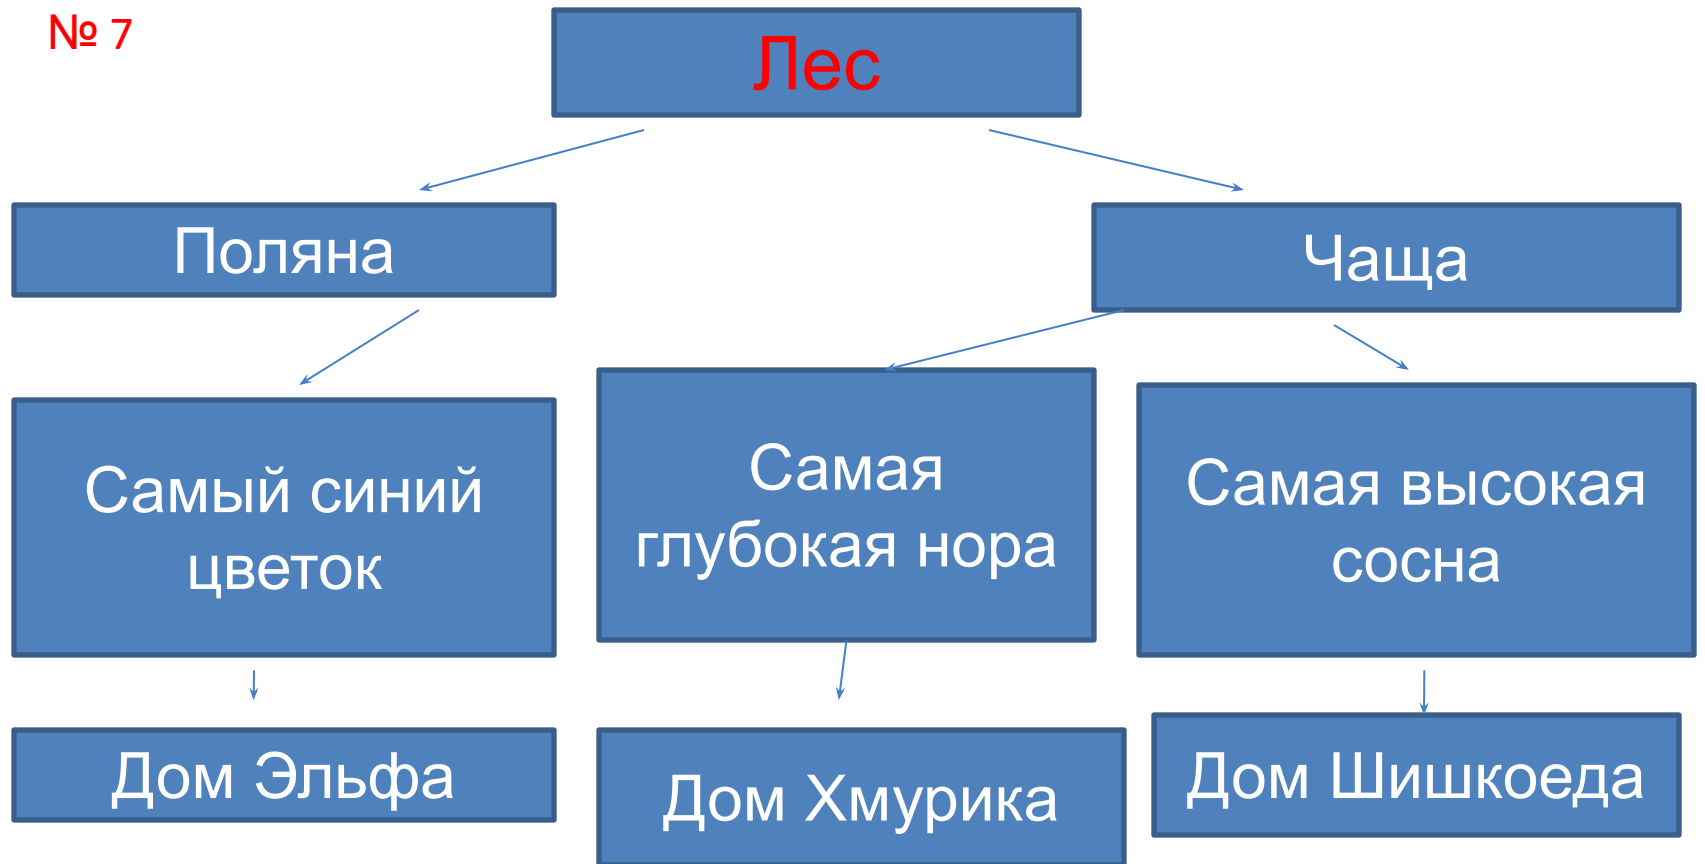 № 7
Лес
Поляна
Чаща
Самый синий
цветок
Самая
глубокая нора
Самая высокая
сосна
Дом Эльфа
Дом Хмурика
Дом Шишкоеда